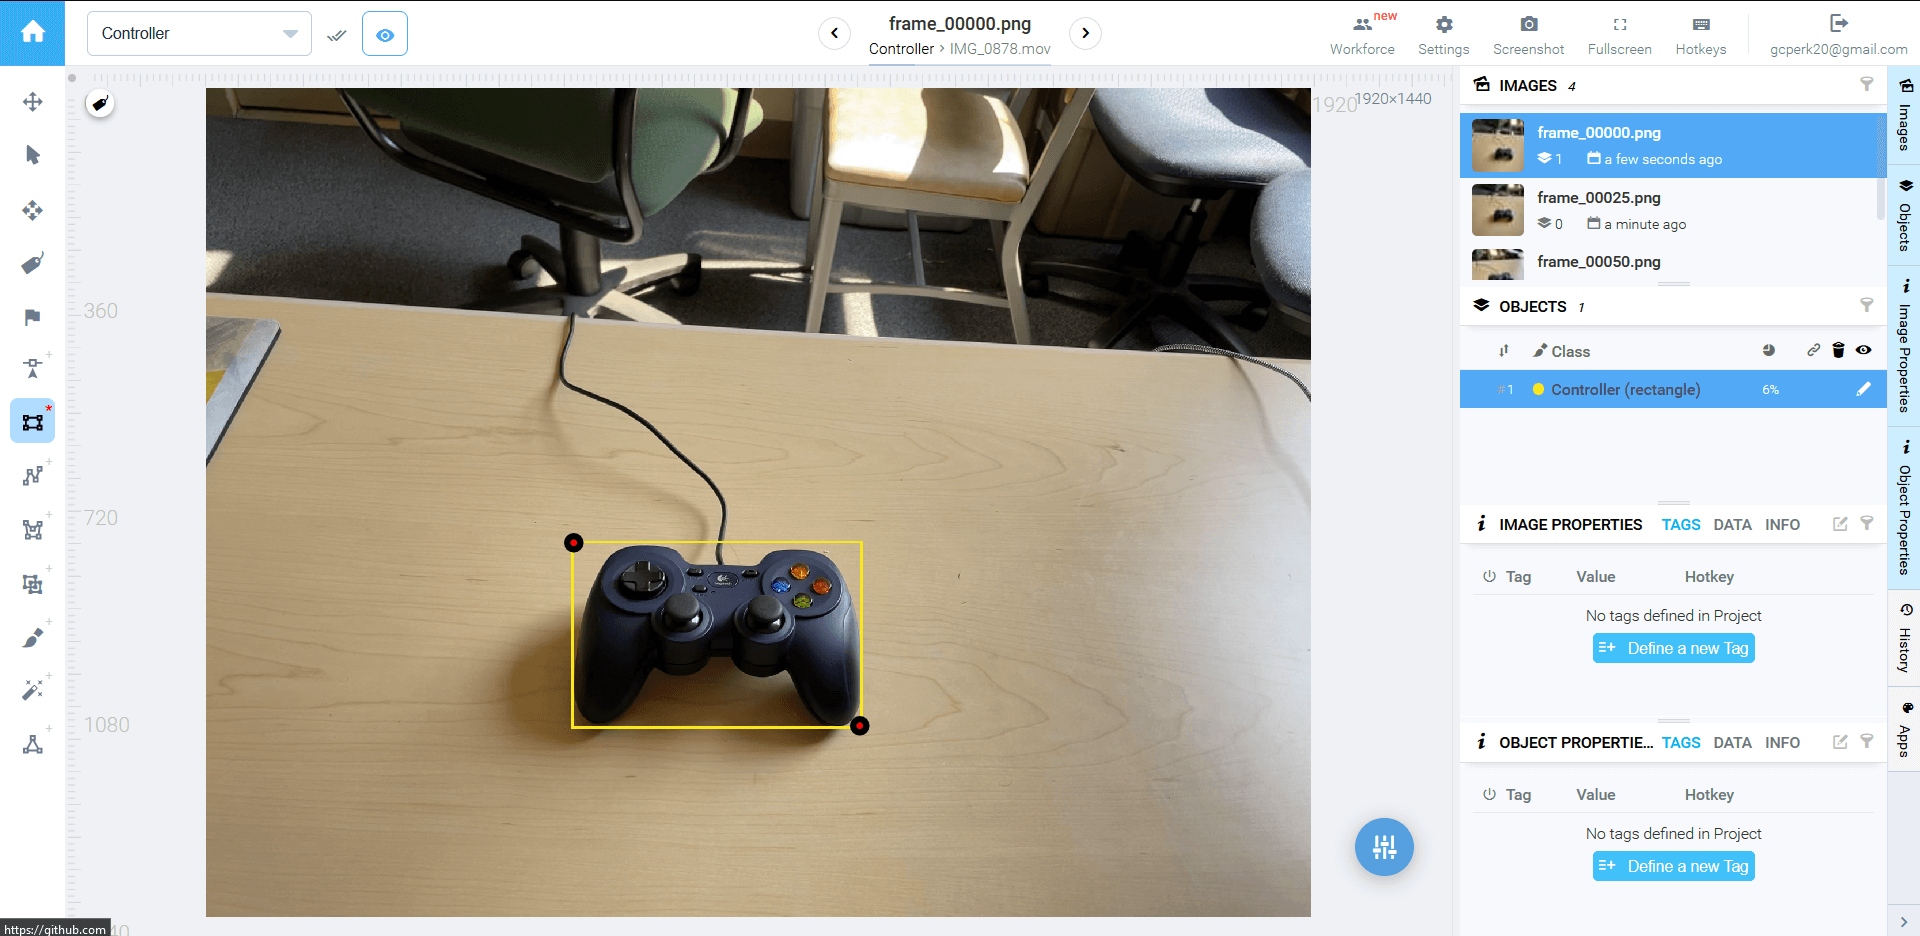 Controller
frame_00000.png
Controller > IMG_0878.mov
new
Workforce
Settings
Screenshot
Fullscreen
Hotkeys
gcperk20@gmail.com
1920
1920×1440
360
720
1080
https://github.com
IMAGES 4
frame_00000.png
1 a few seconds ago
frame_00025.png
0 a minute ago
frame_00050.png
OBJECTS 1
Class
#1 Controller (rectangle) 6%
IMAGE PROPERTIES TAGS DATA INFO
Tag Value Hotkey
No tags defined in Project
Define a new Tag
OBJECT PROPERTIE... TAGS DATA INFO
Tag Value Hotkey
No tags defined in Project
Define a new Tag
Images
Objects
Image Properties
Object Properties
History
Apps